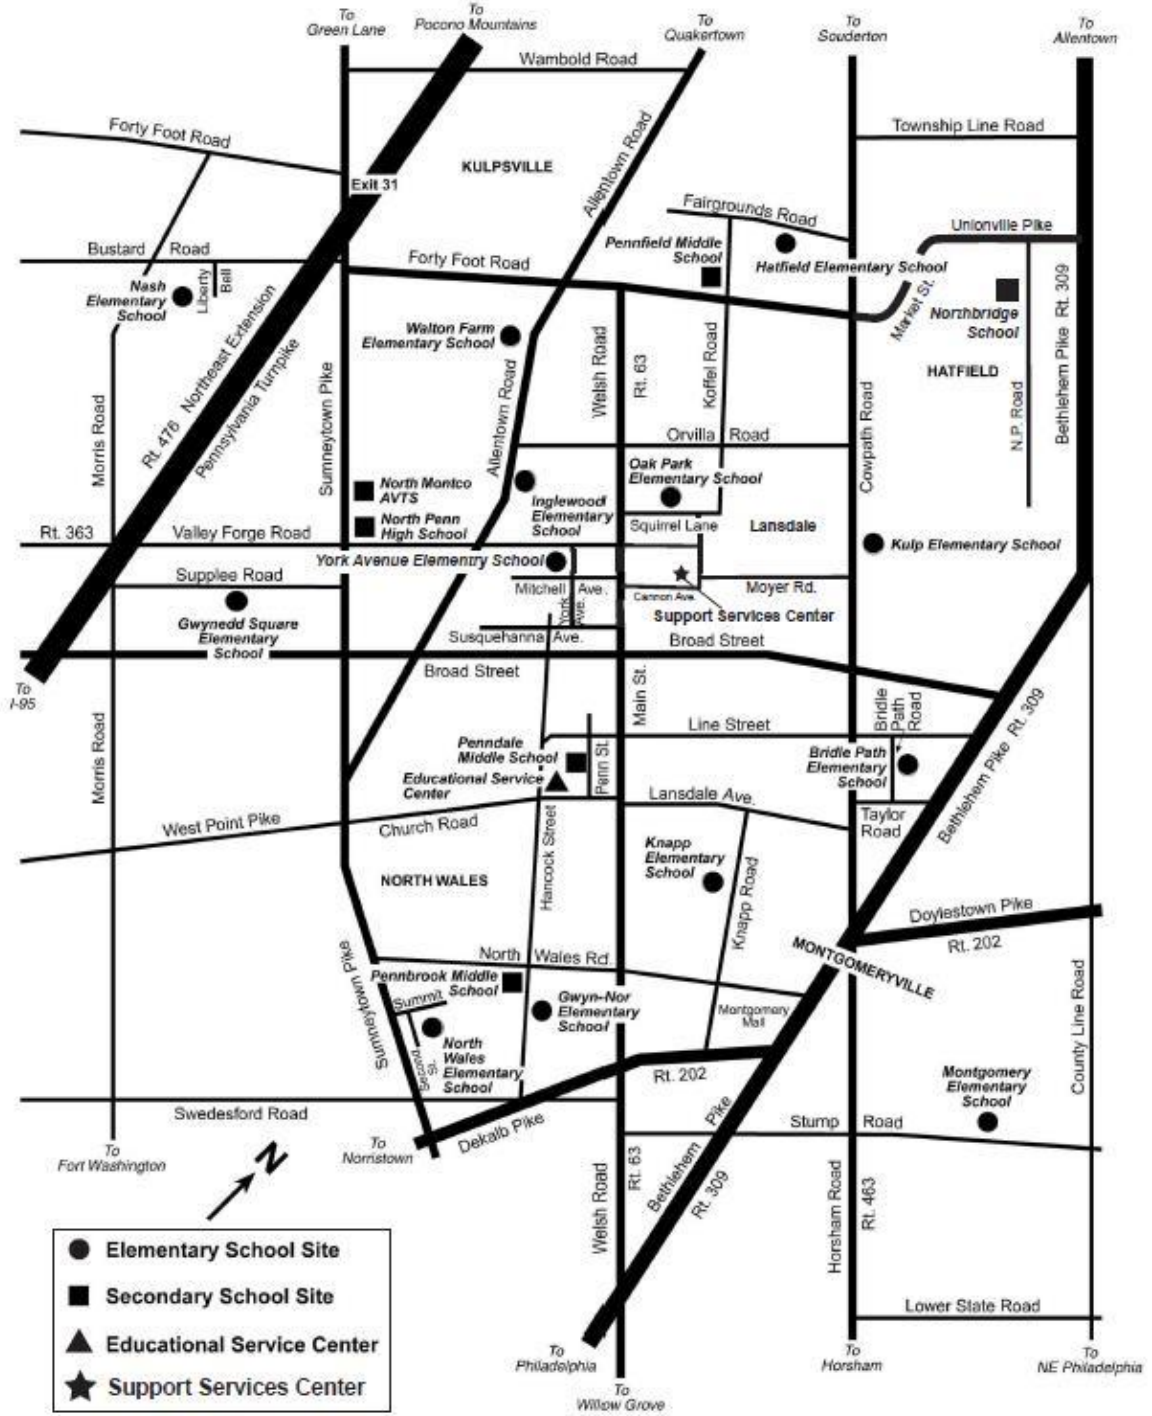 To
Green Lane
To
Pocono Mountains
To
Quakertown
To
Souderton
To
Allentown
Wambold Road
Forty Foot Road
Exit 31
KULPSVILLE
Allentown Road
Township Line Road
Fairgrounds Road
Unionville Pike
Bustard Road
Forty Foot Road
Pennfield Middle
School
Hatfield Elementary School
Liberty
Bell
Nash
Elementary
School
Market St.
Northbridge
School
Bethlehem Pike Rt. 309
Walton Farm
Elementary School
Rt. 476 Northeast Extension
Pennsylvania Turnpike
Sumneytown Pike
Morris Road
Allentown Road
Welsh Road
Rt. 63
Koffel Road
HATFIELD
Cowpath Road
N.P. Road
Orvilla Road
Oak Park
Elementary School
North Montco
AVTS
Inglewood
Elementary
School
North Penn
High School
Squirrel Lane
Lansdale
Rt. 363
Valley Forge Road
Kulp Elementary School
York Avenue Elementry School
Supplee Road
Mitchell Ave.
York
Ave.
Cannon Ave.
Moyer Rd.
Support Services Center
Gwynedd Square
Elementary
School
Susquehanna Ave.
Broad Street
Broad Street
To
I-95
Morris Road
Main St.
Line Street
Bridle
Path
Road
Bethlehem Pike Rt. 309
Penndale
Middle School
Penn St.
Bridle Path
Elementary
School
Educational Service
Center
Lansdale Ave.
Taylor
Road
West Point Pike
Church Road
Hancock Street
Knapp
Elementary
School
Knapp Road
NORTH WALES
Doylestown Pike
Rt. 202
MONTGOMERYVILLE
Sumneytown Pike
North Wales Rd.
Pennbrook Middle
School
Summit
Gwyn-Nor
Elementary
School
Montgomery
Mall
Second
St.
North
Wales
Elementary
School
Rt. 202
County Line Road
Montgomery
Elementary
School
Swedesford Road
Dekalb Pike
Stump Road
To
Fort Washington
To
Norristown
N
Welsh Road
Rt. 63
Bethlehem Pike
Rt. 309
Horsham Road
Rt. 463
Lower State Road
Elementary School Site
Secondary School Site
Educational Service Center
Support Services Center
To
Philadelphia
To
Willow Grove
To
Horsham
To
NE Philadelphia